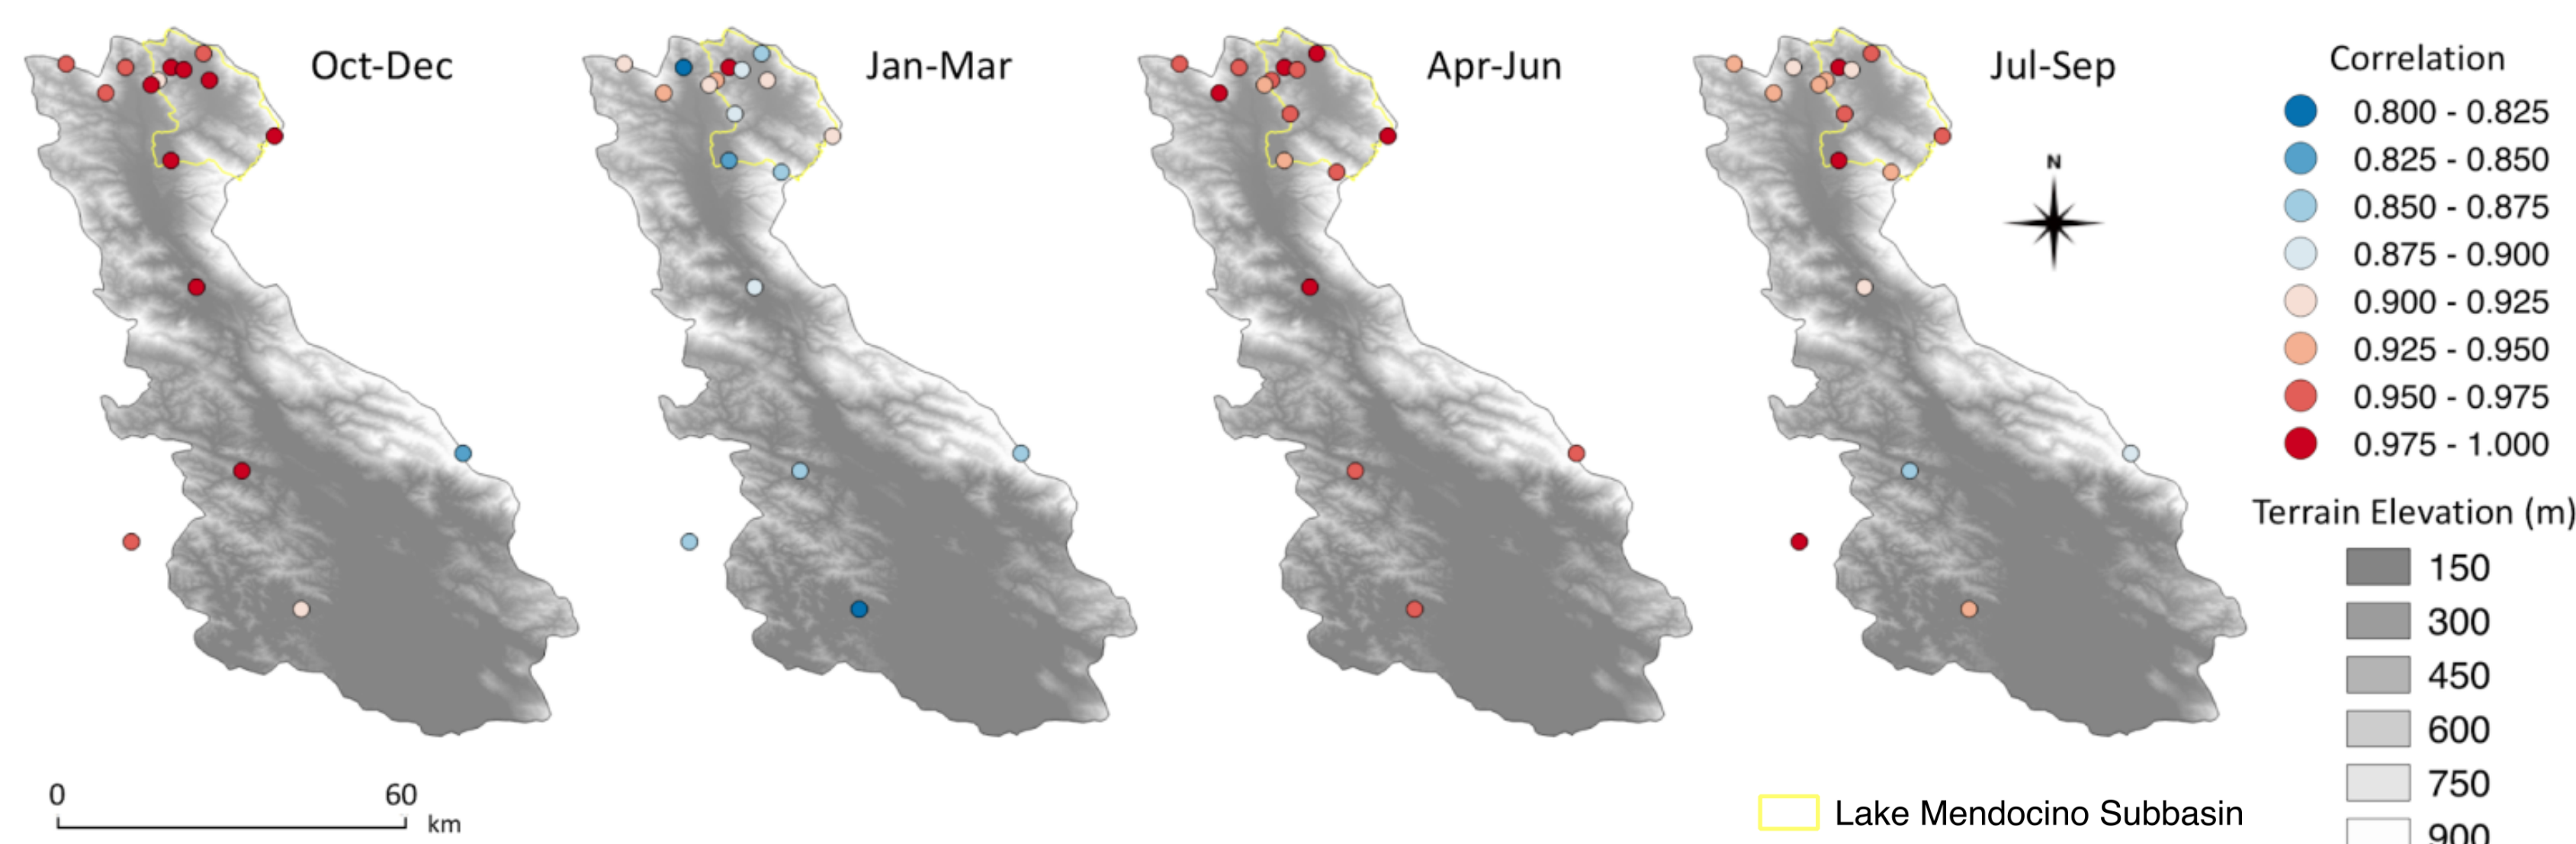 Oct-Dec
Jan-Mar
Apr-Jun
Jul-Sep
N
Correlation
0.800 - 0.825
0.825 - 0.850
0.850 - 0.875
0.875 - 0.900
0.900 - 0.925
0.925 - 0.950
0.950 - 0.975
0.975 - 1.000
Terrain Elevation (m)
150
300
450
600
750
900
0 60
km
Lake Mendocino Subbasin